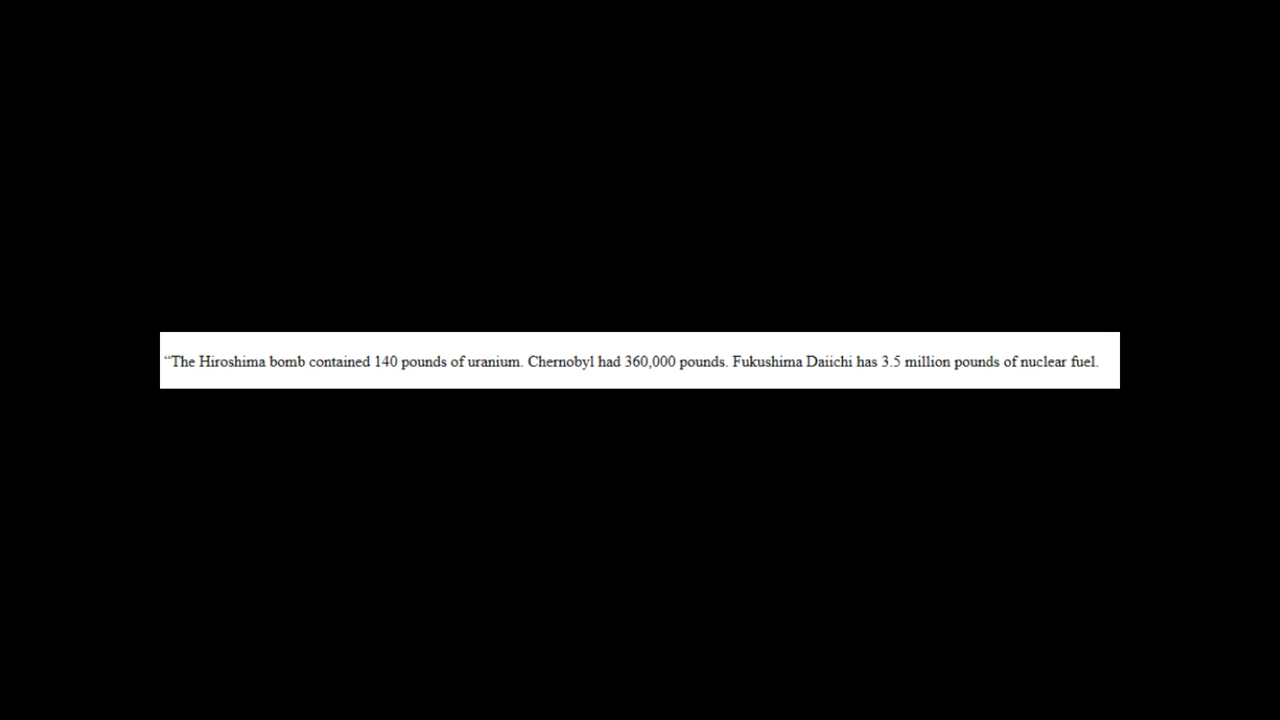 “The Hiroshima bomb contained 140 pounds of uranium. Chernobyl had 360,000 pounds. Fukushima Daiichi has 3.5 million pounds of nuclear fuel.